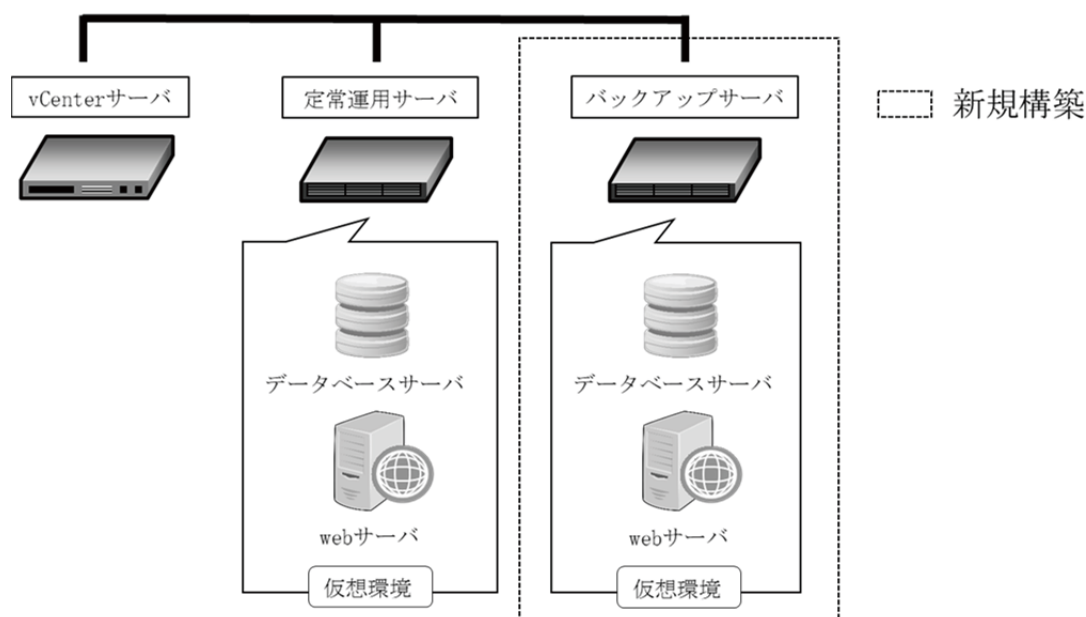 vCenterサーバ
定常運用サーバ
バックアップサーバ
新規構築
データベースサーバ
webサーバ
仮想環境
データベースサーバ
webサーバ
仮想環境